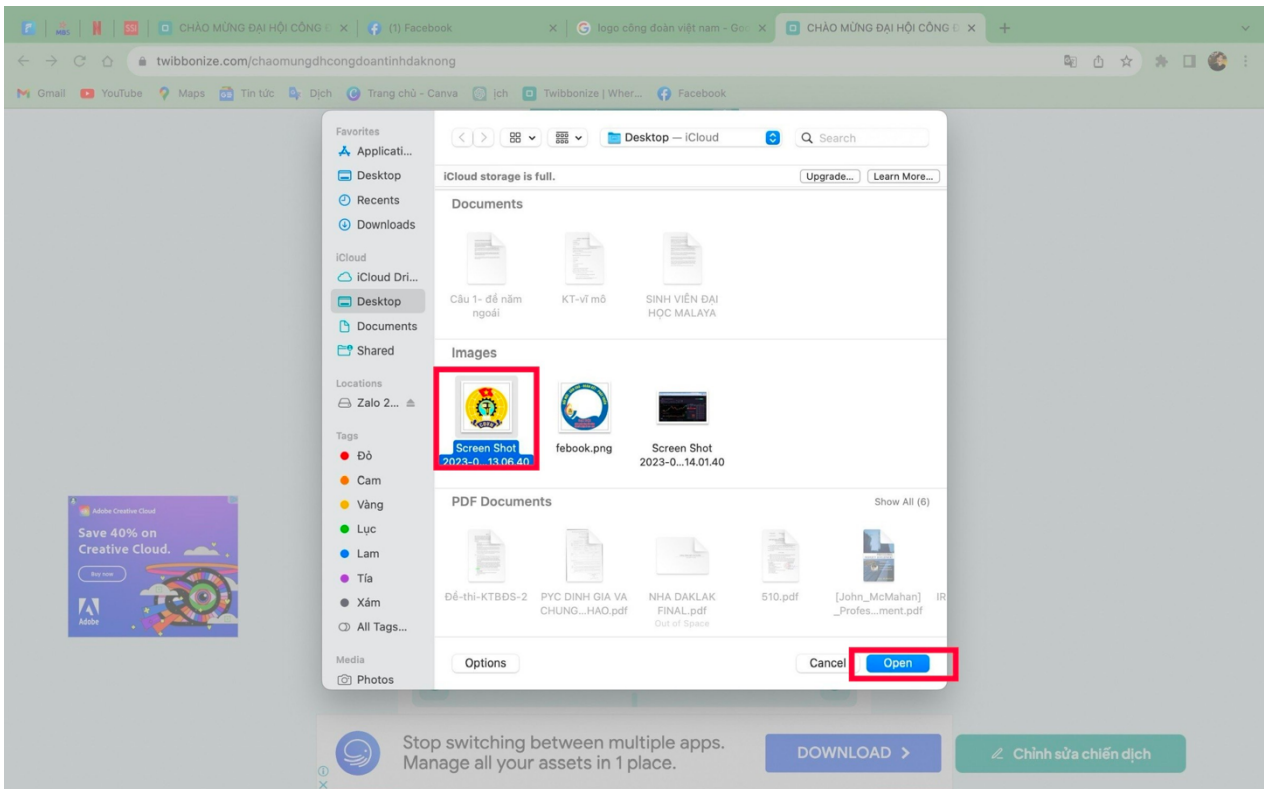 CHÀO MỪNG ĐẠI HỘI CÔNG Đ
(1) Facebook
logo công đoàn việt nam - Goo
CHÀO MỪNG ĐẠI HỘI CÔNG Đ
twibbonize.com/chaomungdhcongdoantinhdaknong
Gmail
YouTube
Maps
Tin tức
Dịch
Trang chủ - Canva
ịch
Twibbonize | Wher...
Facebook
Favorites
Applicati...
Desktop
Recents
Downloads
iCloud
iCloud Dri...
Desktop
Documents
Shared
Locations
Zalo 2...
Tags
Đỏ
Cam
Vàng
Lục
Lam
Tía
Xám
All Tags...
Media
Photos
Desktop — iCloud
Search
iCloud storage is full.
Upgrade...
Learn More...
Documents
Câu 1- đề năm
ngoái
KT-vĩ mô
SINH VIÊN ĐẠI
HỌC MALAYA
Images
Screen Shot
2023-0...13.06.40
febook.png
Screen Shot
2023-0...14.01.40
PDF Documents
Show All (6)
Đề-thi-KTBĐS-2
PYC DINH GIA VA
CHUNG...HAO.pdf
NHA DAKLAK
FINAL.pdf
Out of Space
510.pdf
[John_McMahan]
_Profes...ment.pdf
IR
Options
Cancel
Open
Adobe Creative Cloud
Save 40% on
Creative Cloud.
Buy now
Adobe
Stop switching between multiple apps.
Manage all your assets in 1 place.
DOWNLOAD >
Chỉnh sửa chiến dịch